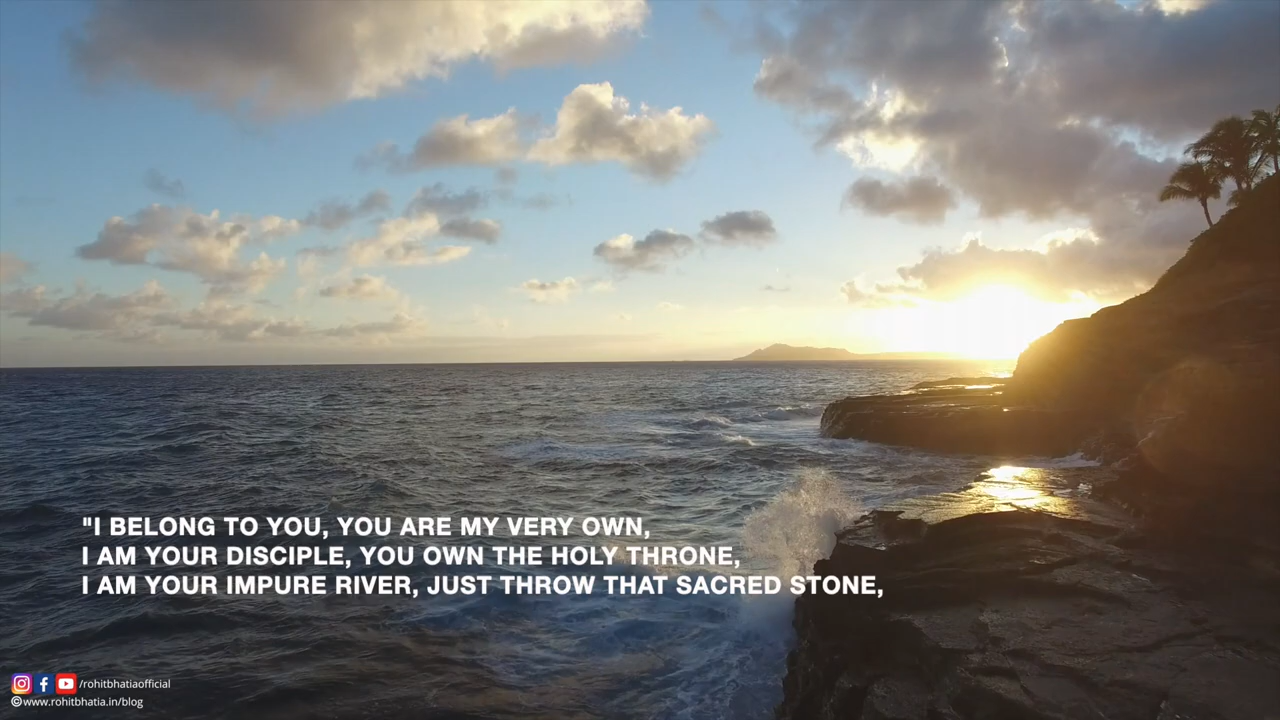 "I BELONG TO YOU, YOU ARE MY VERY OWN,
I AM YOUR DISCIPLE, YOU OWN THE HOLY THRONE,
I AM YOUR IMPURE RIVER, JUST THROW THAT SACRED STONE,
/rohitbhatiaofficial
©www.rohitbhatia.in/blog